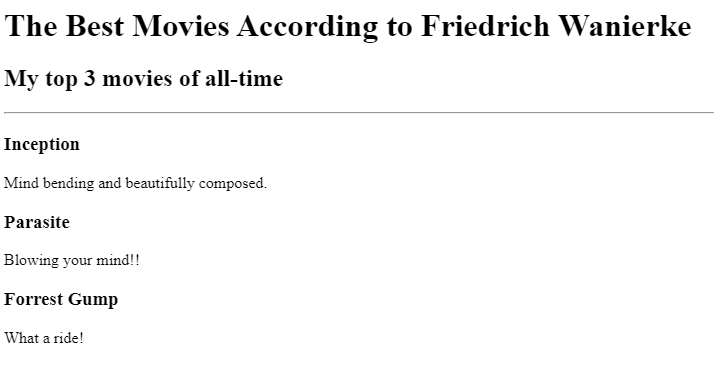 The Best Movies According to Friedrich Wanierke
My top 3 movies of all-time
Inception
Mind bending and beautifully composed.
Parasite
Blowing your mind!!
Forrest Gump
What a ride!